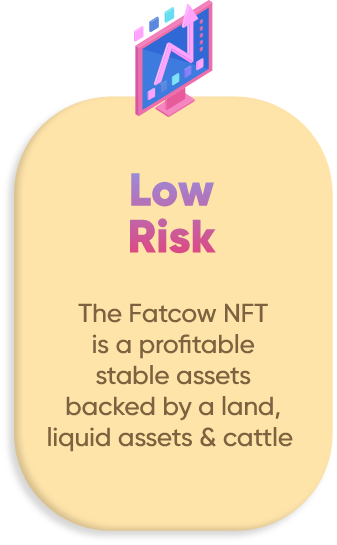 Low
Risk
The Fatcow NFT
is a profitable
stable assets
backed by a land,
liquid assets & cattle